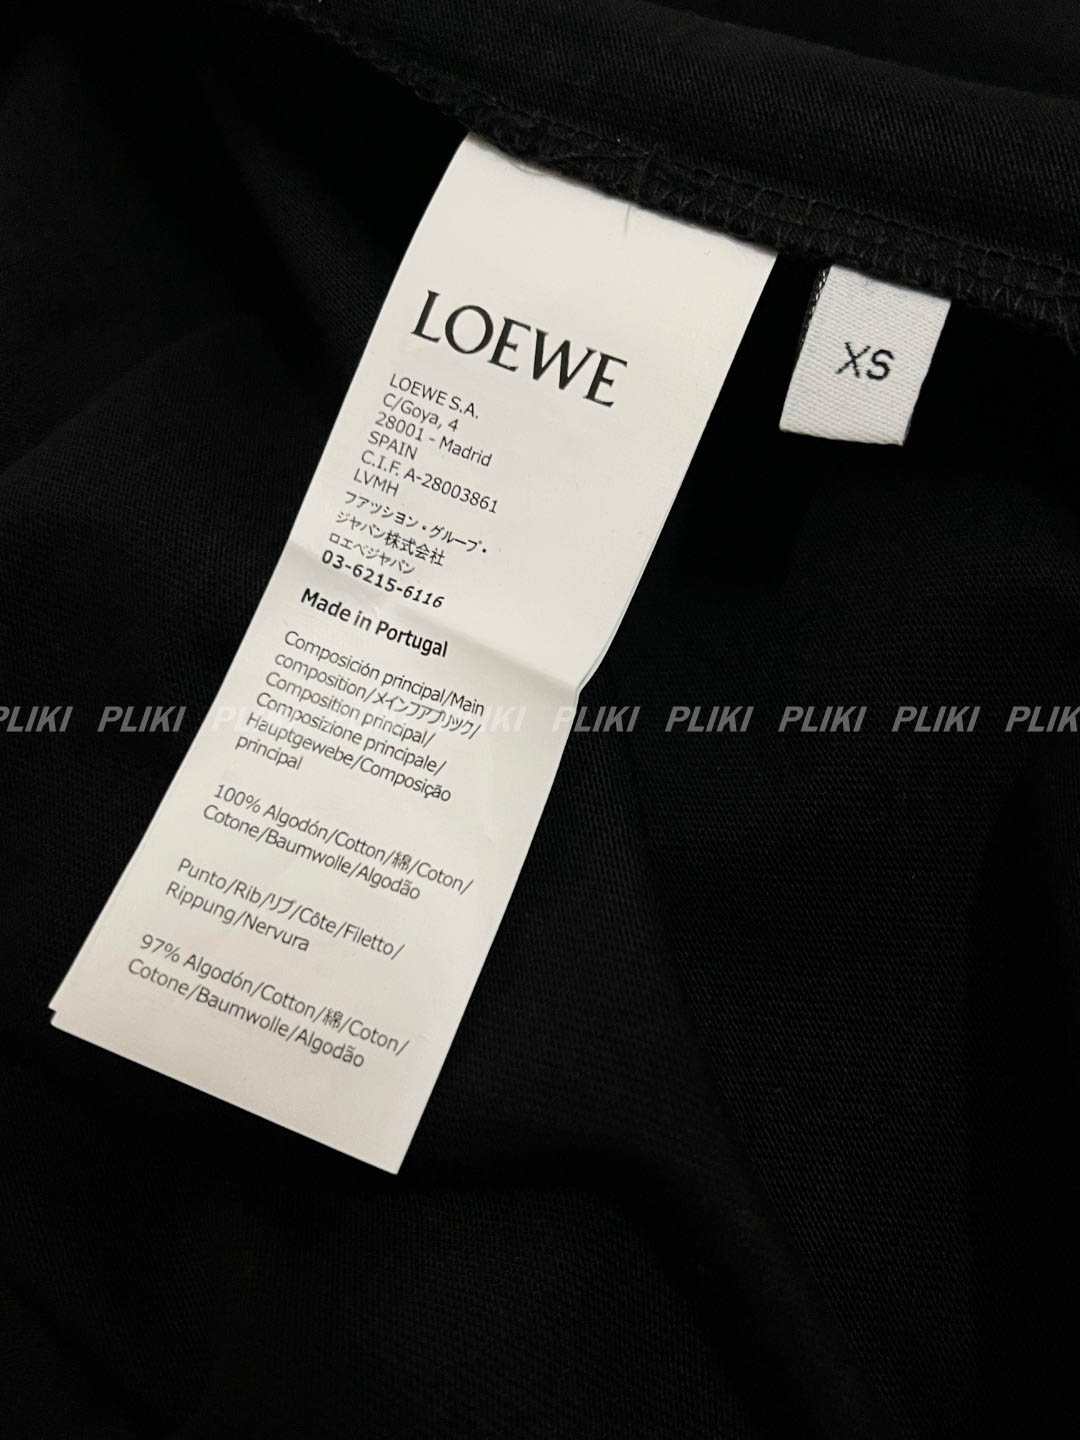 LOEWE
LOEWE S.A.
C/Goya, 4
28001 - Madrid
SPAIN
C.I.F. A-28003861
LVMH
ファッション・グループ・
ジャパン株式会社
ロエベジャパン
03-6215-6116
Made in Portugal
Composición principal/Main
composition/メインファブリック/
Composition principal/
Composizione principale/
Hauptgewebe/Composição
principal
100% Algodón/Cotton/綿/Coton/
Cotone/Baumwolle/Algodão
Punto/Rib/リブ/Côte/Filetto/
Rippung/Nervura
97% Algodón/Cotton/綿/Coton/
Cotone/Baumwolle/Algodão
XS
PLIKI PLIKI PLIKI PLIKI PLIKI PLIKI PLIKI PLIKI PLIKI PLIK